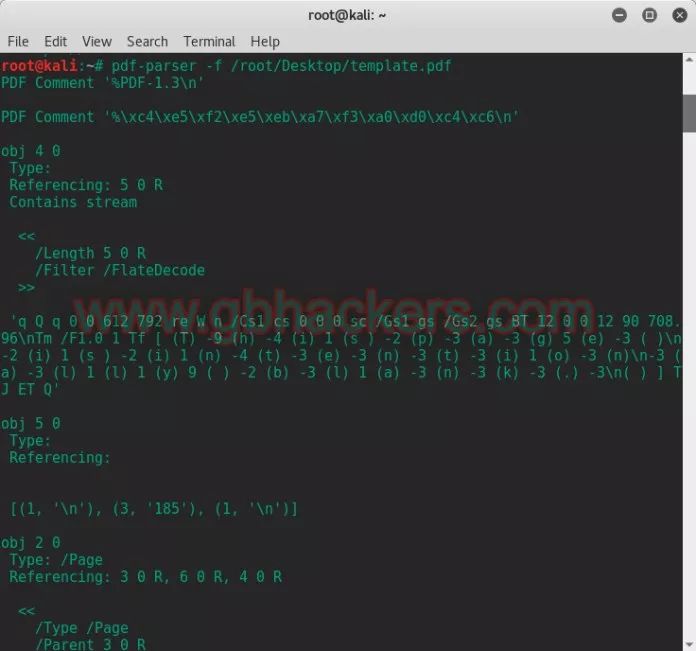 root@kali: ~
File Edit View Search Terminal Help
root@kali:~# pdf-parser -f /root/Desktop/template.pdf
PDF Comment '%PDF-1.3\n'
PDF Comment '%\xc4\xe5\xf2\xe5\xeb\xa7\xf3\xa0\xd0\xc4\xc6\n'
obj 4 0
Type:
Referencing: 5 0 R
Contains stream
<<
/Length 5 0 R
/Filter /FlateDecode
>>
www.gbhackers.com
'q Q q 0 0 612 792 re W n /Cs1 cs 0 0 0 sc /Gs1 gs /Gs2 gs BT 12 0 0 12 90 708.
96\nTm /F1.0 1 Tf [ (T) -9 (h) -4 (i) 1 (s ) -2 (p) -3 (a) -3 (g) 5 (e) -3 ( )\n
-2 (i) 1 (s ) -2 (i) 1 (n) -4 (t) -3 (e) -3 (n) -3 (t) -3 (i) 1 (o) -3 (n)\n-3 (
a) -3 (l) 1 (l) 1 (y) 9 ( ) -2 (b) -3 (l) 1 (a) -3 (n) -3 (k) -3 (.) -3\n( ) ] T
J ET Q'
obj 5 0
Type:
Referencing:
[(1, '\n'), (3, '185'), (1, '\n')]
obj 2 0
Type: /Page
Referencing: 3 0 R, 6 0 R, 4 0 R
<<
/Type /Page
/Parent 3 0 R